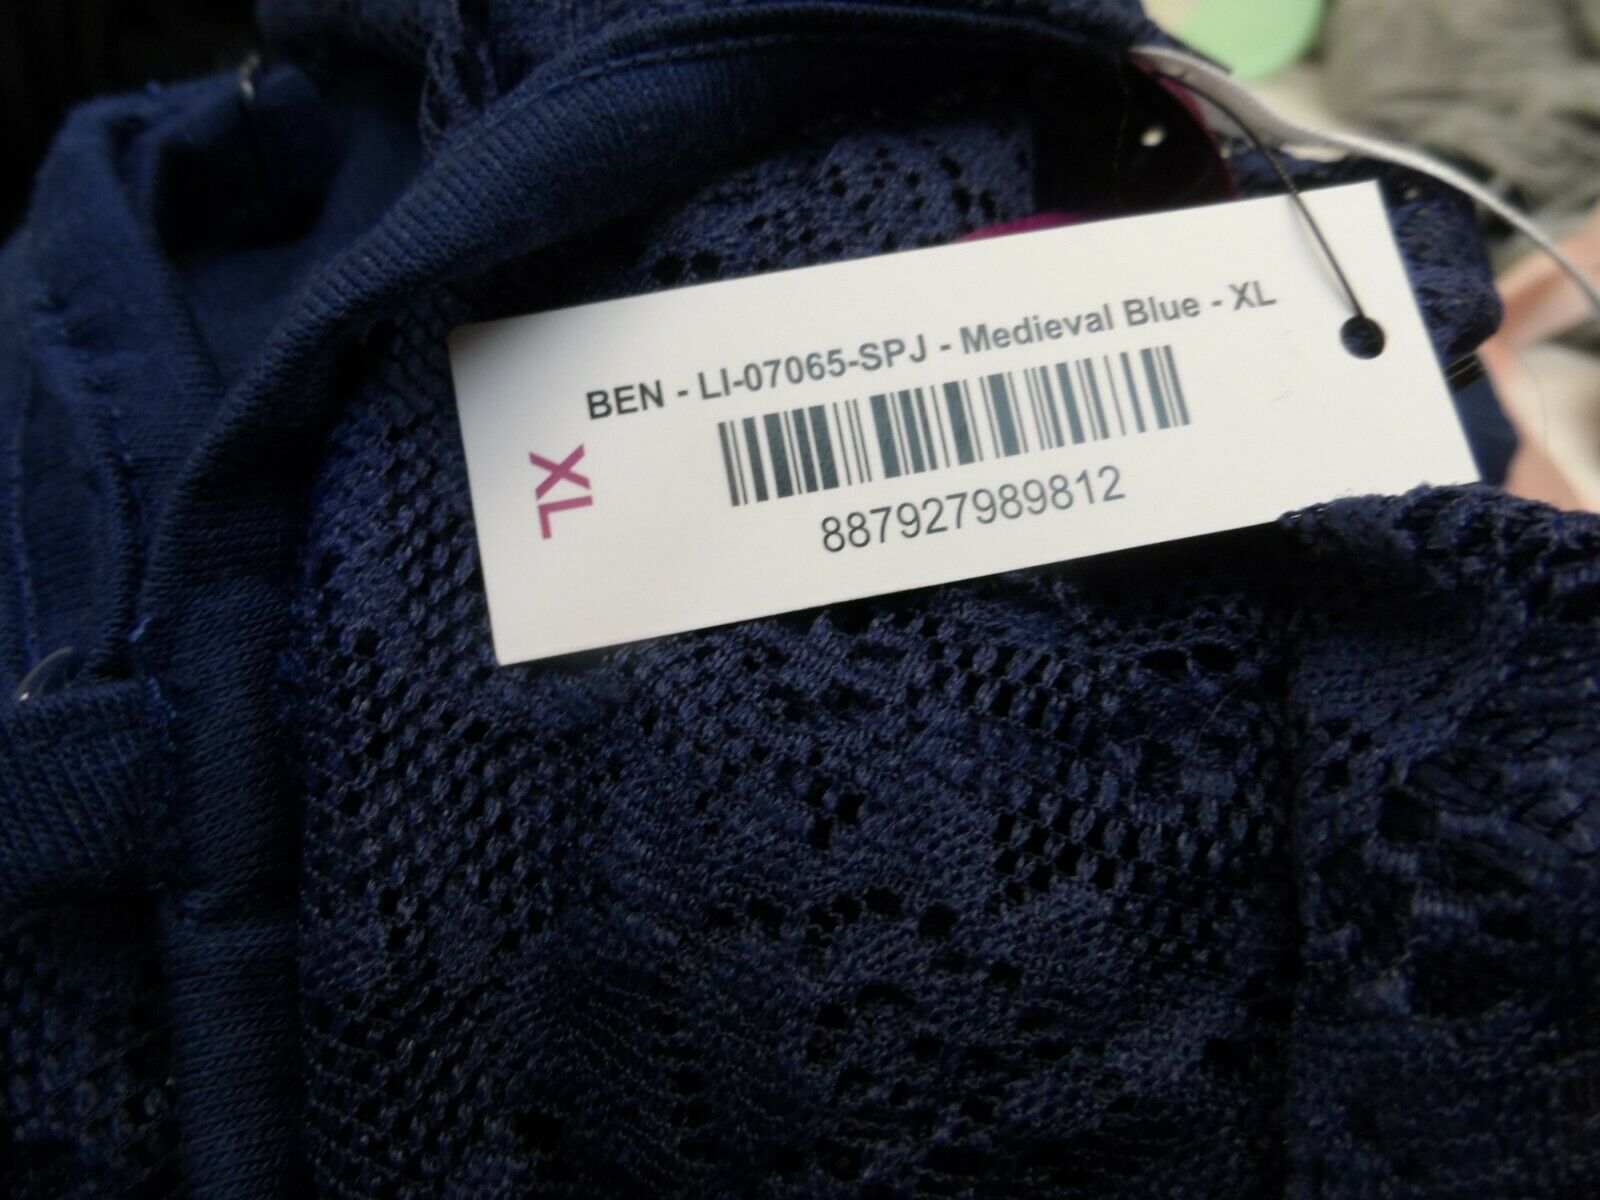 BEN - LI-07065-SPJ - Medieval Blue - XL
XL
887927989812